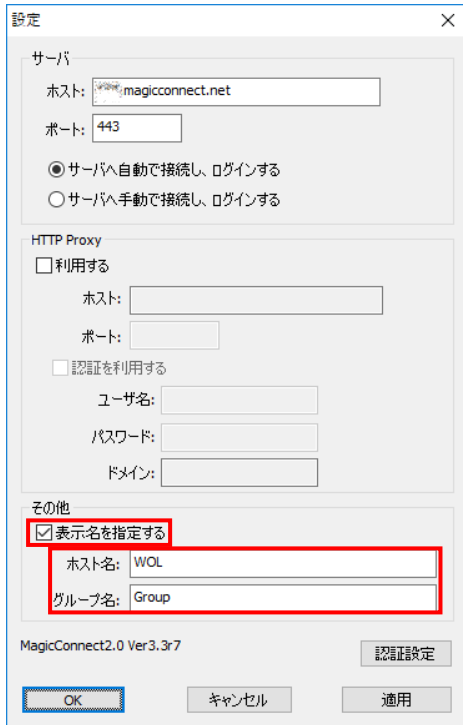 設定
サーバ
ホスト: magicconnect.net
ポート: 443
サーバへ自動で接続し、ログインする
サーバへ手動で接続し、ログインする
HTTP Proxy
利用する
ホスト:
ポート:
認証を利用する
ユーザ名:
パスワード:
ドメイン:
その他
表示名を指定する
ホスト名: WOL
グループ名: Group
MagicConnect2.0 Ver3.3r7
認証設定
OK キャンセル 適用